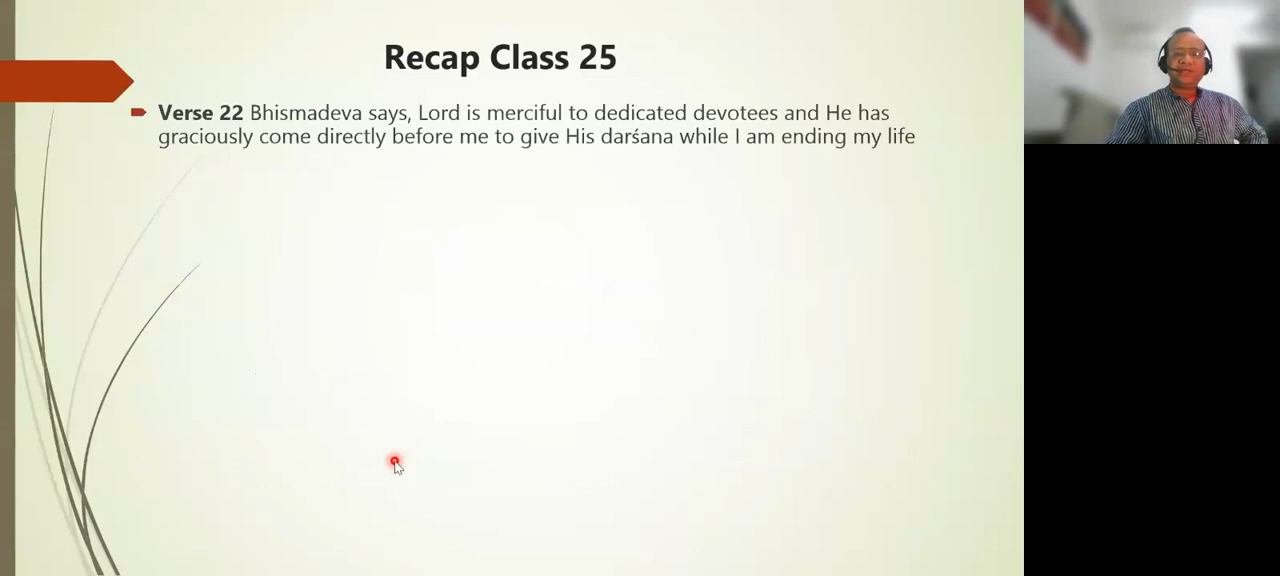 Recap Class 25
Verse 22 Bhismadeva says, Lord is merciful to dedicated devotees and He has
graciously come directly before me to give His darśana while I am ending my life